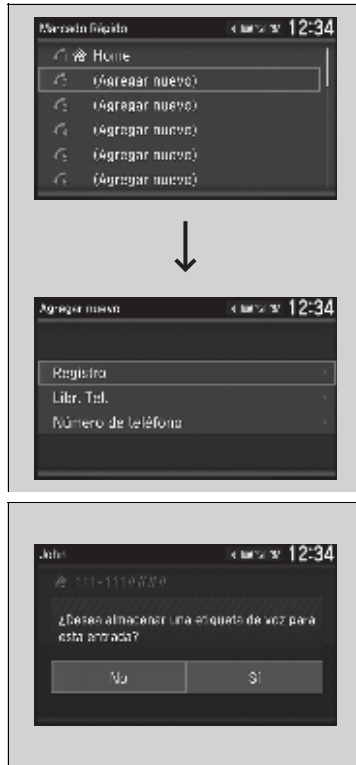 Marcado Rápido 12:34
Home
(Agregar nuevo)
(Agregar nuevo)
(Agregar nuevo)
(Agregar nuevo)
(Agregar nuevo)
Agregar nuevo 12:34
Registro
Libr. Tel.
Número de teléfono
John 12:34
111-1110###
¿Desea almacenar una etiqueta de voz para
esta entrada?
No Sí